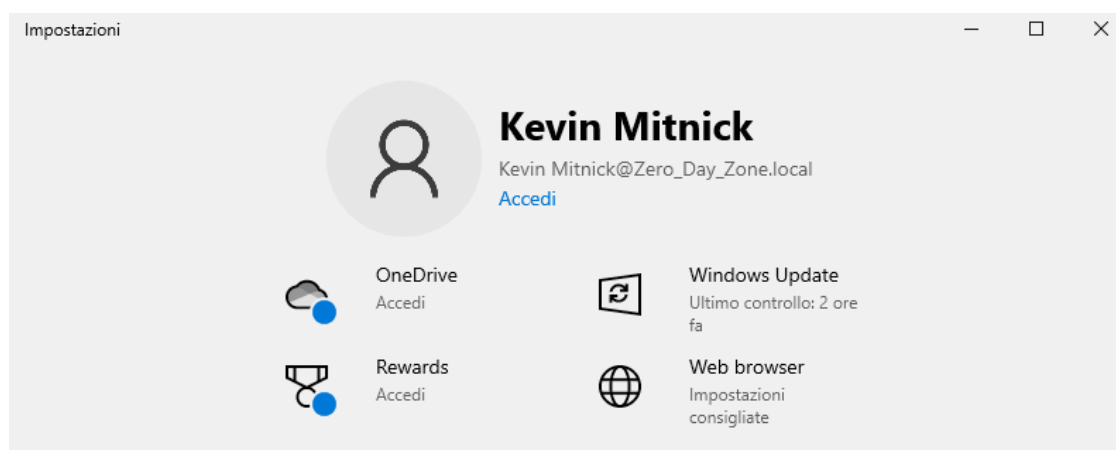 Impostazioni
Kevin Mitnick
Kevin Mitnick@Zero_Day_Zone.local
Accedi
OneDrive
Accedi
Windows Update
Ultimo controllo: 2 ore
fa
Rewards
Accedi
Web browser
Impostazioni
consigliate